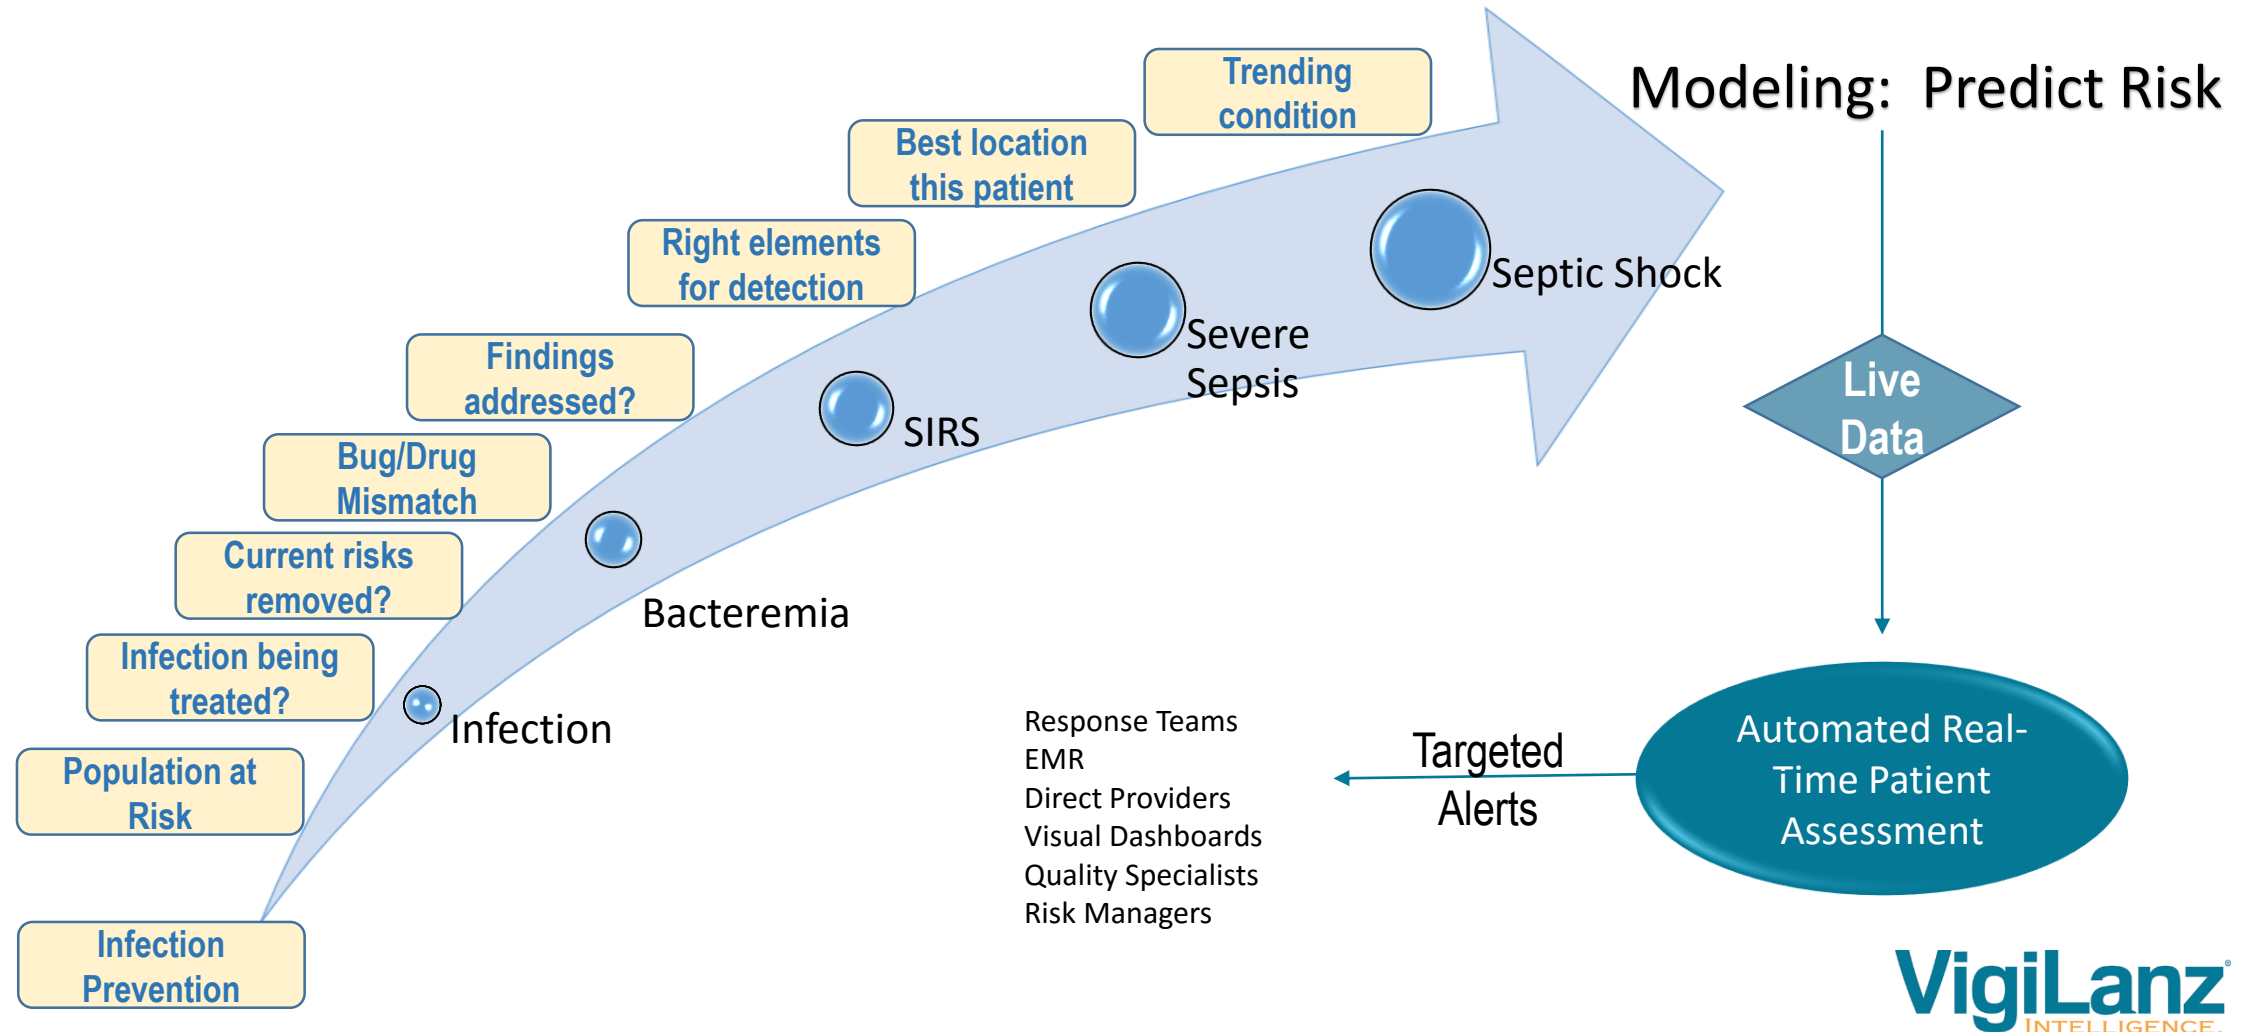 Trending
condition
Modeling: Predict Risk
Best location
this patient
Right elements
for detection
Septic Shock
Severe
Sepsis
Findings
addressed?
Live
Data
SIRS
Bug/Drug
Mismatch
Current risks
removed?
Bacteremia
Infection being
treated?
Infection
Population at
Risk
Response Teams
EMR
Direct Providers
Visual Dashboards
Quality Specialists
Risk Managers
Targeted
Alerts
Automated Real-
Time Patient
Assessment
Infection
Prevention
VigiLanz®
INTELLIGENCE.